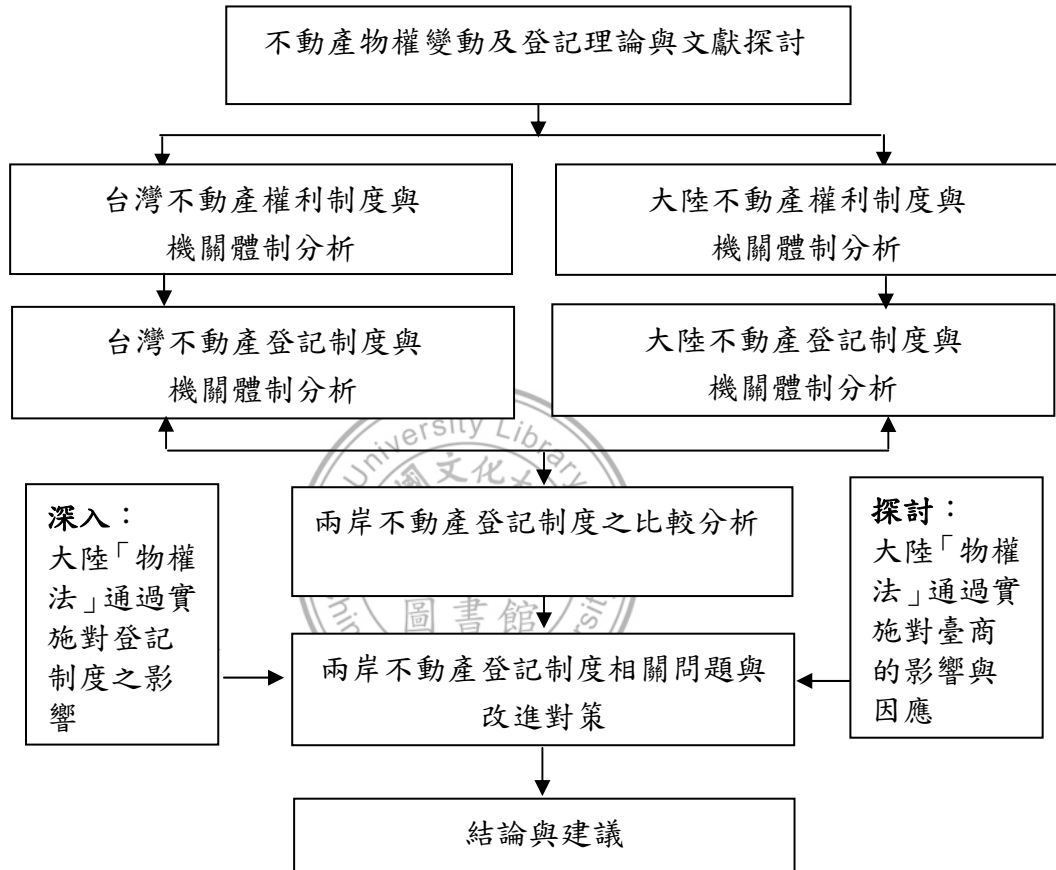 不動產物權變動及登記理論與文獻探討
台灣不動產權利制度與
機關體制分析
大陸不動產權利制度與
機關體制分析
台灣不動產登記制度與
機關體制分析
大陸不動產登記制度與
機關體制分析
University Library
文化
兩岸不動產登記制度之比較分析
圖書館
深入：
大陸「物權
法」通過實
施對登記
制度之影
響
探討：
大陸「物權
法」通過實
施對臺商
的影響與
因應
兩岸不動產登記制度相關問題與
改進對策
結論與建議